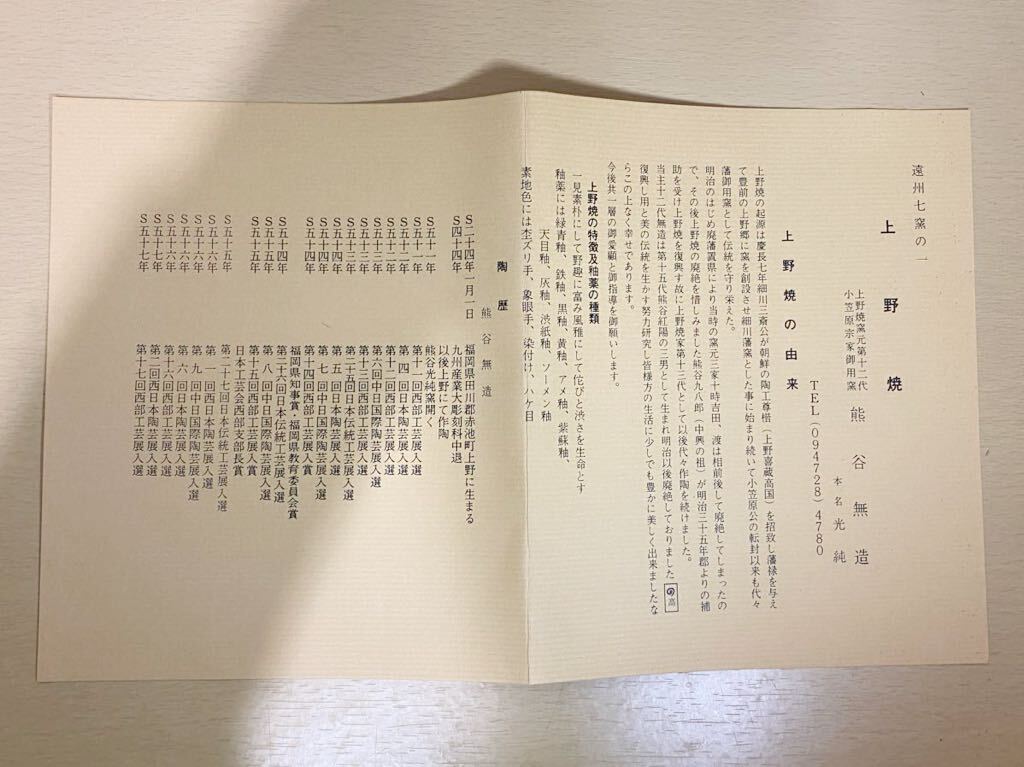 遠州七窯の一
上野焼
上野焼窯元第十二代
小笠原宗家御用窯
熊谷無造
本名光純
TEL(094728)4780
上野焼の由来
上野焼の起源は慶長七年細川三斎公が朝鮮の陶工尊楷(上野喜蔵高国)を招致し藩禄を与え
て豊前の上野郷に窯を創設させ細川藩窯とした事に始まり続いて小笠原公の転封以来も代々
藩御用窯として伝統を守り栄えた。
明治のはじめ廃藩置県により当時の窯元三家十時吉田、渡は相前後して廃絶してしまったの
で、その後上野焼の廃絶を惜しみました熊谷九八郎(中興の祖)が明治三十五年郡よりの補
助を受け上野焼を復興す故に上野焼家第十三代として以後代々作陶を続けました。
当主十二代無造は第十五代熊谷紅陽の三男として生まれ明治以後廃絶しておりました高
復興し用と美の伝統を生かす努力研究し皆様方の生活に少しでも豊かに美しく出来ましたな
らこの上なく幸せであります。
今後共一層の御愛顧と御指導を御願いします。
上野焼の特徴及釉薬の種類
一見素朴にして野趣に富み風雅にして侘びと渋さを生命とす
釉薬には緑青釉、鉄釉、黒釉、黄釉、アメ釉、紫蘇釉、
天目釉、灰釉、渋紙釉、ソーメン釉
素地色には杢ズリ手、象眼手、染付け、ハケ目
陶歴
熊谷無造
S二十四年一月一日 福岡県田川郡赤池町上野に生まる
S四十四年 九州産業大彫刻科中退
以後上野にて作陶
S五十一年 熊谷光純窯開く
S五十一年 第十一回西部工芸展入選
S五十二年 第四回日本陶芸展入選
S五十二年 第十二回西部工芸展入選
S五十三年 第六回中日国際陶芸展入選
S五十三年 第十三回西部工芸展入選
S五十三年 第二十五回日本伝統工芸展入選
S五十四年 第五回日本陶芸展入選
S五十四年 第七回中日国際陶芸展入選
S五十四年 第十四回西部工芸展入選
福岡県知事賞、福岡県教育委員会賞
S五十四年 第二十六回日本伝統工芸展入選
S五十五年 第八回中日国際陶芸展入選
S五十五年 第十五回西部工芸展入賞
日本工芸会西部支部長賞
S五十五年 第二十七回日本伝統工芸展入選
S五十六年 第一回西日本陶芸展入選
S五十六年 第九回中日国際陶芸展入選
S五十六年 第十六回西部工芸展入選
S五十六年 第六回日本陶芸展入選
S五十七年 第二回西日本陶芸展入選
S五十七年 第十七回西部工芸展入選